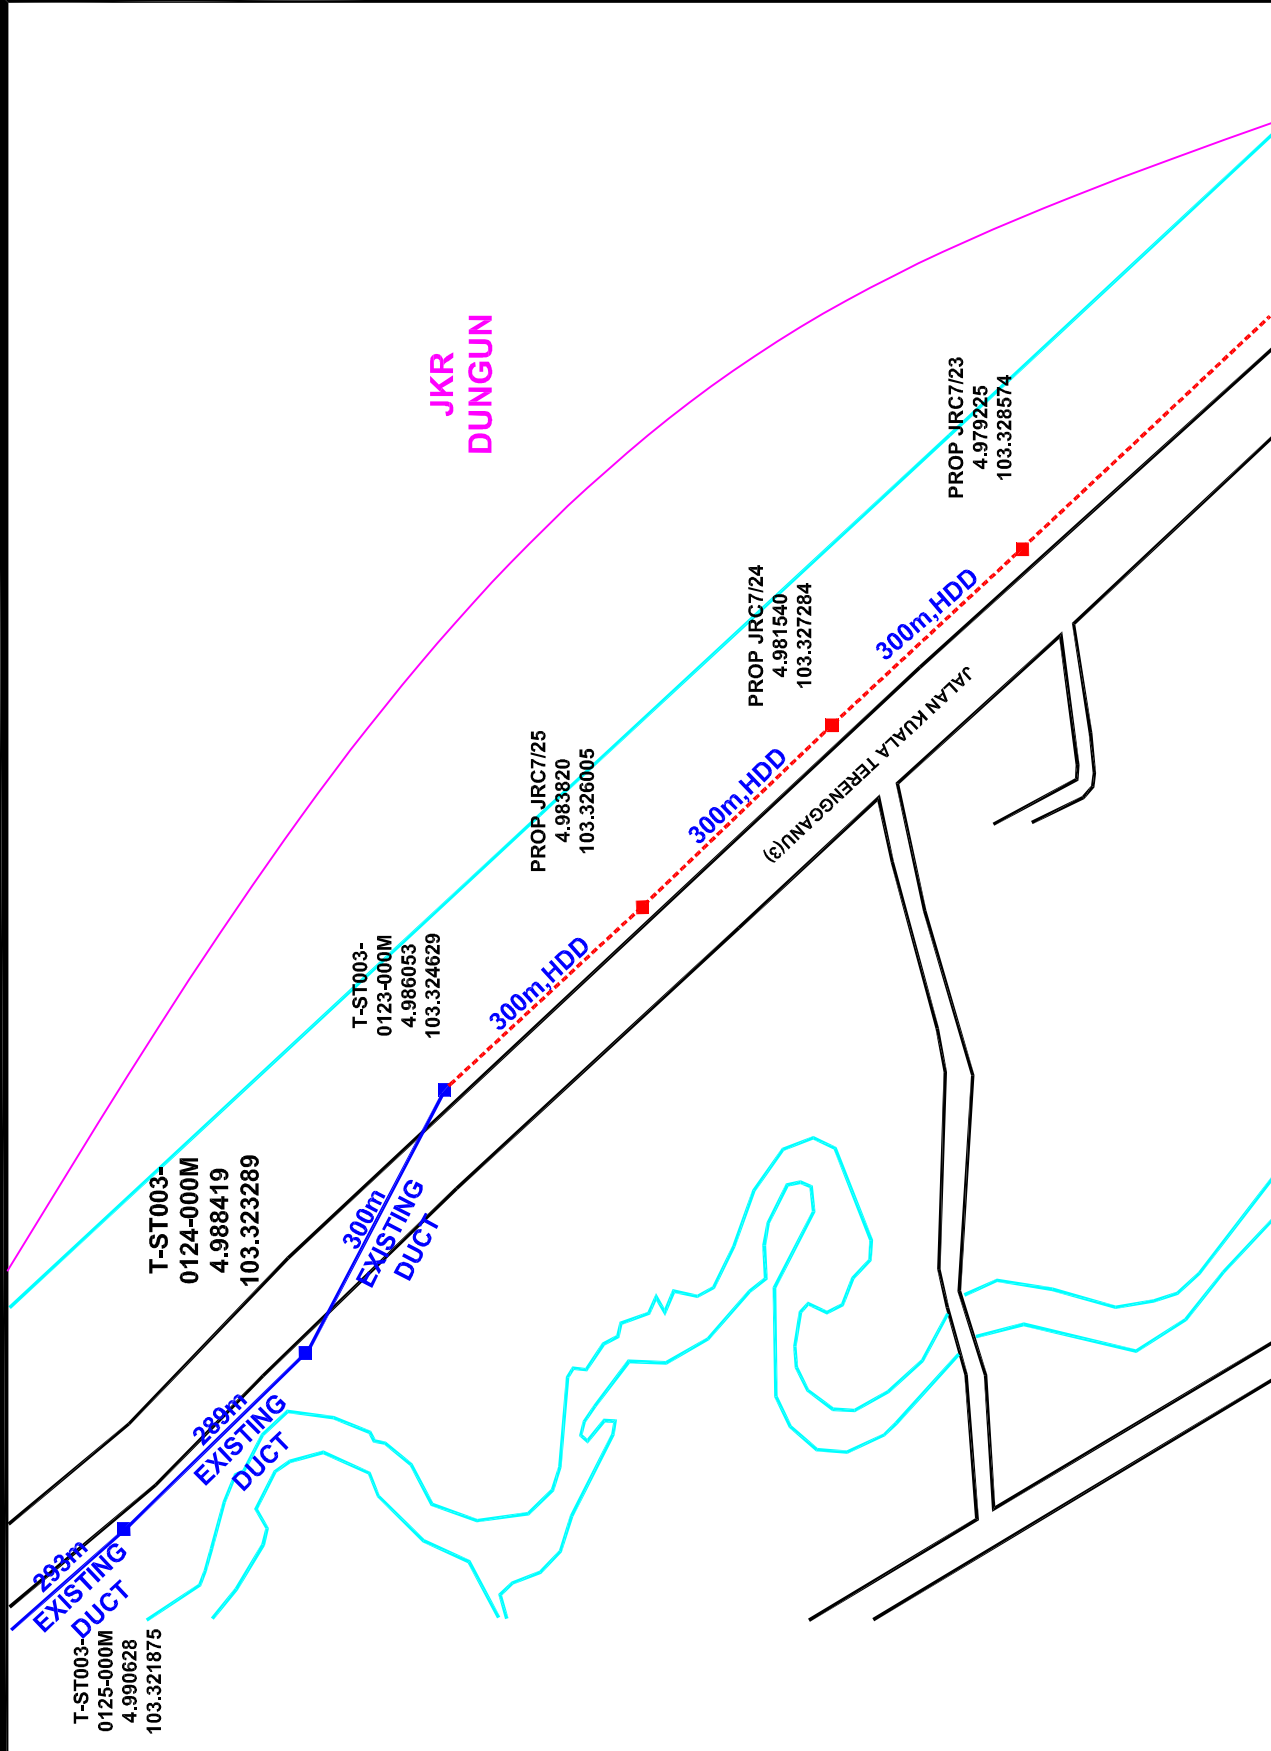 JKR
DUNGUN
PROP JRC7/23
4.979225
103.328574
PROP JRC7/24
4.981540
103.327284
300m,HDD
PROP JRC7/25
4.983820
103.326005
300m,HDD
JALAN KUALA TERENGGANU(3)
T-ST003-
0123-000M
4.986053
103.324629
300m,HDD
T-ST003-
0124-000M
4.988419
103.323289
300m
EXISTING
DUCT
289m
EXISTING
DUCT
293m
EXISTING
DUCT
T-ST003-
0125-000M
4.990628
103.321875